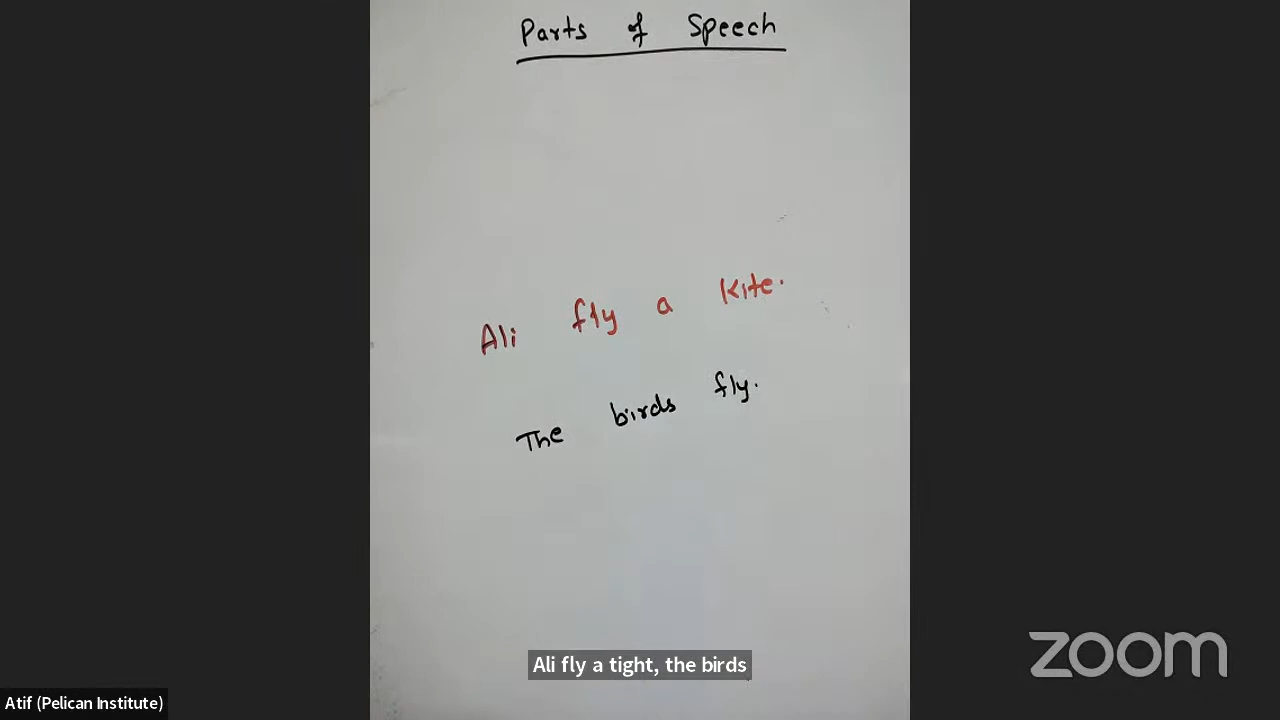 Parts of Speech
Ali fly a kite.
The birds fly.
Ali fly a tight, the birds
zoom
Atif (Pelican Institute)